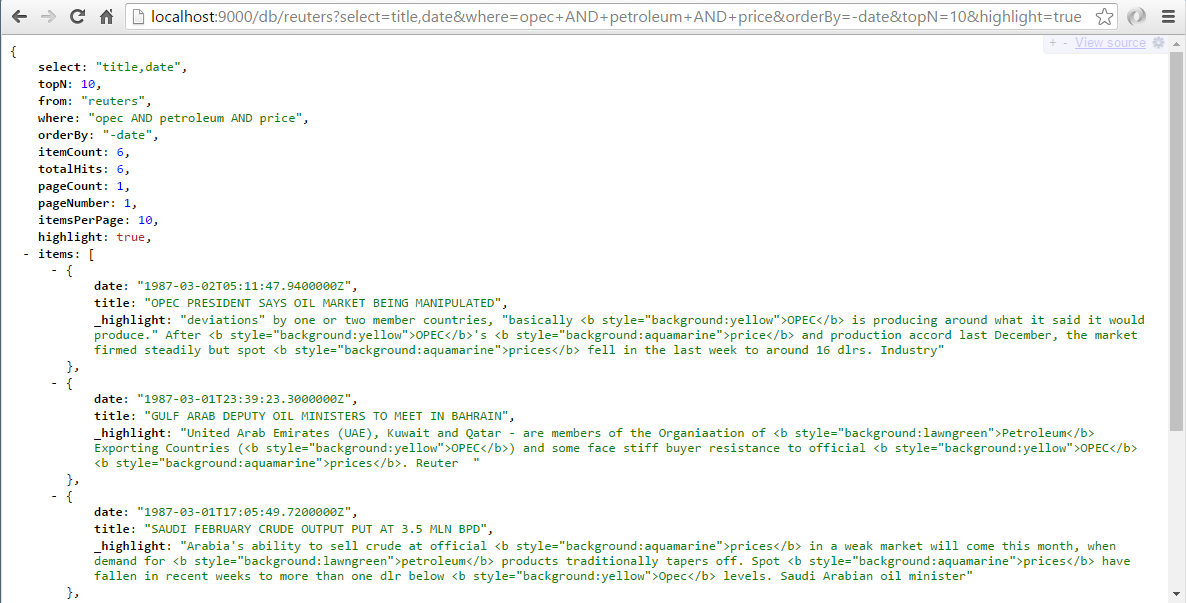 localhost:9000/db/reuters?select=title,date&where=opec+AND+petroleum+AND+price&orderBy=-date&topN=10&highlight=true
+ - View source
{
select: "title,date",
topN: 10,
from: "reuters",
where: "opec AND petroleum AND price",
orderBy: "-date",
itemCount: 6,
totalHits: 6,
pageCount: 1,
pageNumber: 1,
itemsPerPage: 10,
highlight: true,
- items: [
- {
date: "1987-03-02T05:11:47.9400000Z",
title: "OPEC PRESIDENT SAYS OIL MARKET BEING MANIPULATED",
_highlight: "deviations" by one or two member countries, "basically <b style="background:yellow">OPEC</b> is producing around what it said it would
produce." After <b style="background:yellow">OPEC</b>'s <b style="background:aquamarine">price</b> and production accord last December, the market
firmed steadily but spot <b style="background:aquamarine">prices</b> fell in the last week to around 16 dlrs. Industry"
},
- {
date: "1987-03-01T23:39:23.3000000Z",
title: "GULF ARAB DEPUTY OIL MINISTERS TO MEET IN BAHRAIN",
_highlight: "United Arab Emirates (UAE), Kuwait and Qatar - are members of the Organiaation of <b style="background:lawngreen">Petroleum</b>
Exporting Countries (<b style="background:yellow">OPEC</b>) and some face stiff buyer resistance to official <b style="background:yellow">OPEC</b>
<b style="background:aquamarine">prices</b>. Reuter "
},
- {
date: "1987-03-01T17:05:49.7200000Z",
title: "SAUDI FEBRUARY CRUDE OUTPUT PUT AT 3.5 MLN BPD",
_highlight: "Arabia's ability to sell crude at official <b style="background:aquamarine">prices</b> in a weak market will come this month, when
demand for <b style="background:lawngreen">petroleum</b> products traditionally tapers off. Spot <b style="background:aquamarine">prices</b> have
fallen in recent weeks to more than one dlr below <b style="background:yellow">Opec</b> levels. Saudi Arabian oil minister"
},